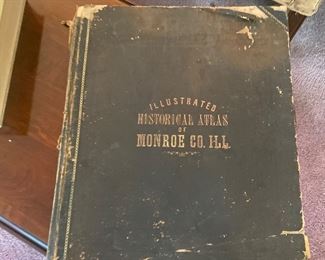 ILLUSTRATED
HISTORICAL ATLAS
OF
MONROE CO. ILL.